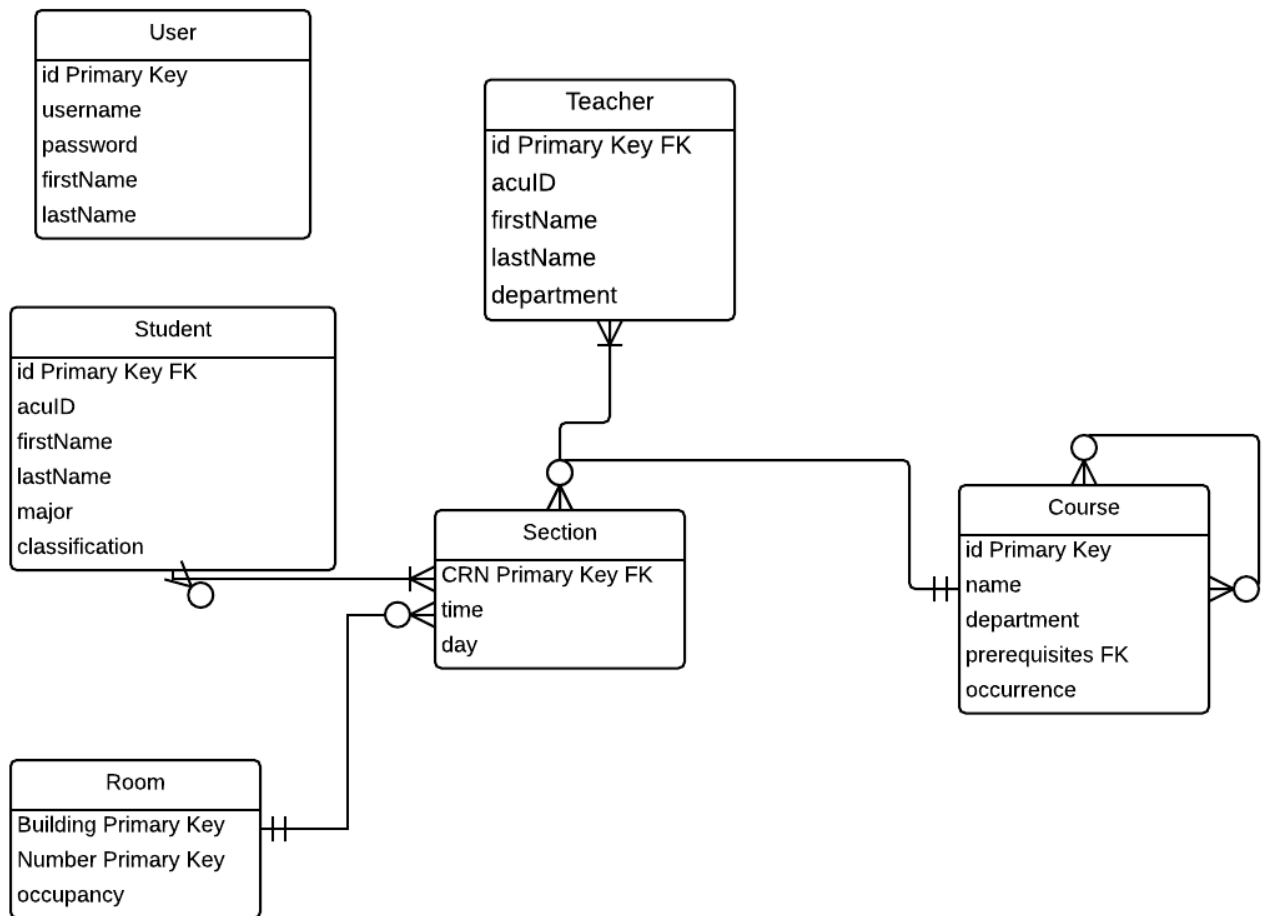 User
id Primary Key
username
password
firstName
lastName
Teacher
id Primary Key FK
acuID
firstName
lastName
department
Student
id Primary Key FK
acuID
firstName
lastName
major
classification
Section
CRN Primary Key FK
time
day
Course
id Primary Key
name
department
prerequisites FK
occurrence
Room
Building Primary Key
Number Primary Key
occupancy